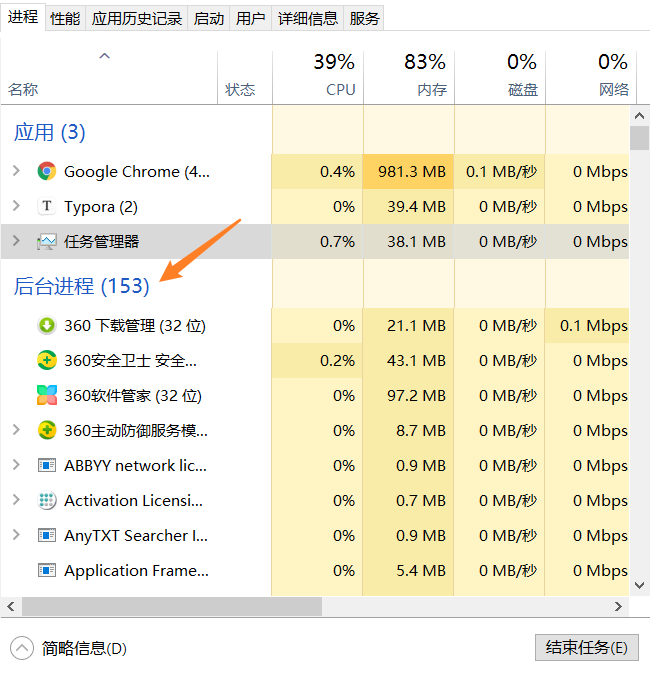 进程 性能 应用历史记录 启动 用户 详细信息 服务
39% 83% 0% 0%
名称 状态 CPU 内存 磁盘 网络
应用 (3)
Google Chrome (4... 0.4% 981.3 MB 0.1 MB/秒 0 Mbps
Typora (2) 0% 39.4 MB 0 MB/秒 0 Mbps
任务管理器 0.7% 38.1 MB 0 MB/秒 0 Mbps
后台进程 (153)
360 下载管理 (32 位) 0% 21.1 MB 0 MB/秒 0.1 Mbps
360安全卫士 安全... 0.2% 43.1 MB 0 MB/秒 0 Mbps
360软件管家 (32 位) 0% 97.2 MB 0 MB/秒 0 Mbps
360主动防御服务模... 0% 8.7 MB 0 MB/秒 0 Mbps
ABBYY network lic... 0% 0.9 MB 0 MB/秒 0 Mbps
Activation Licensi... 0% 0.7 MB 0 MB/秒 0 Mbps
AnyTXT Searcher I... 0% 0.9 MB 0 MB/秒 0 Mbps
Application Frame... 0% 5.4 MB 0 MB/秒 0 Mbps
简略信息(D) 结束任务(E)